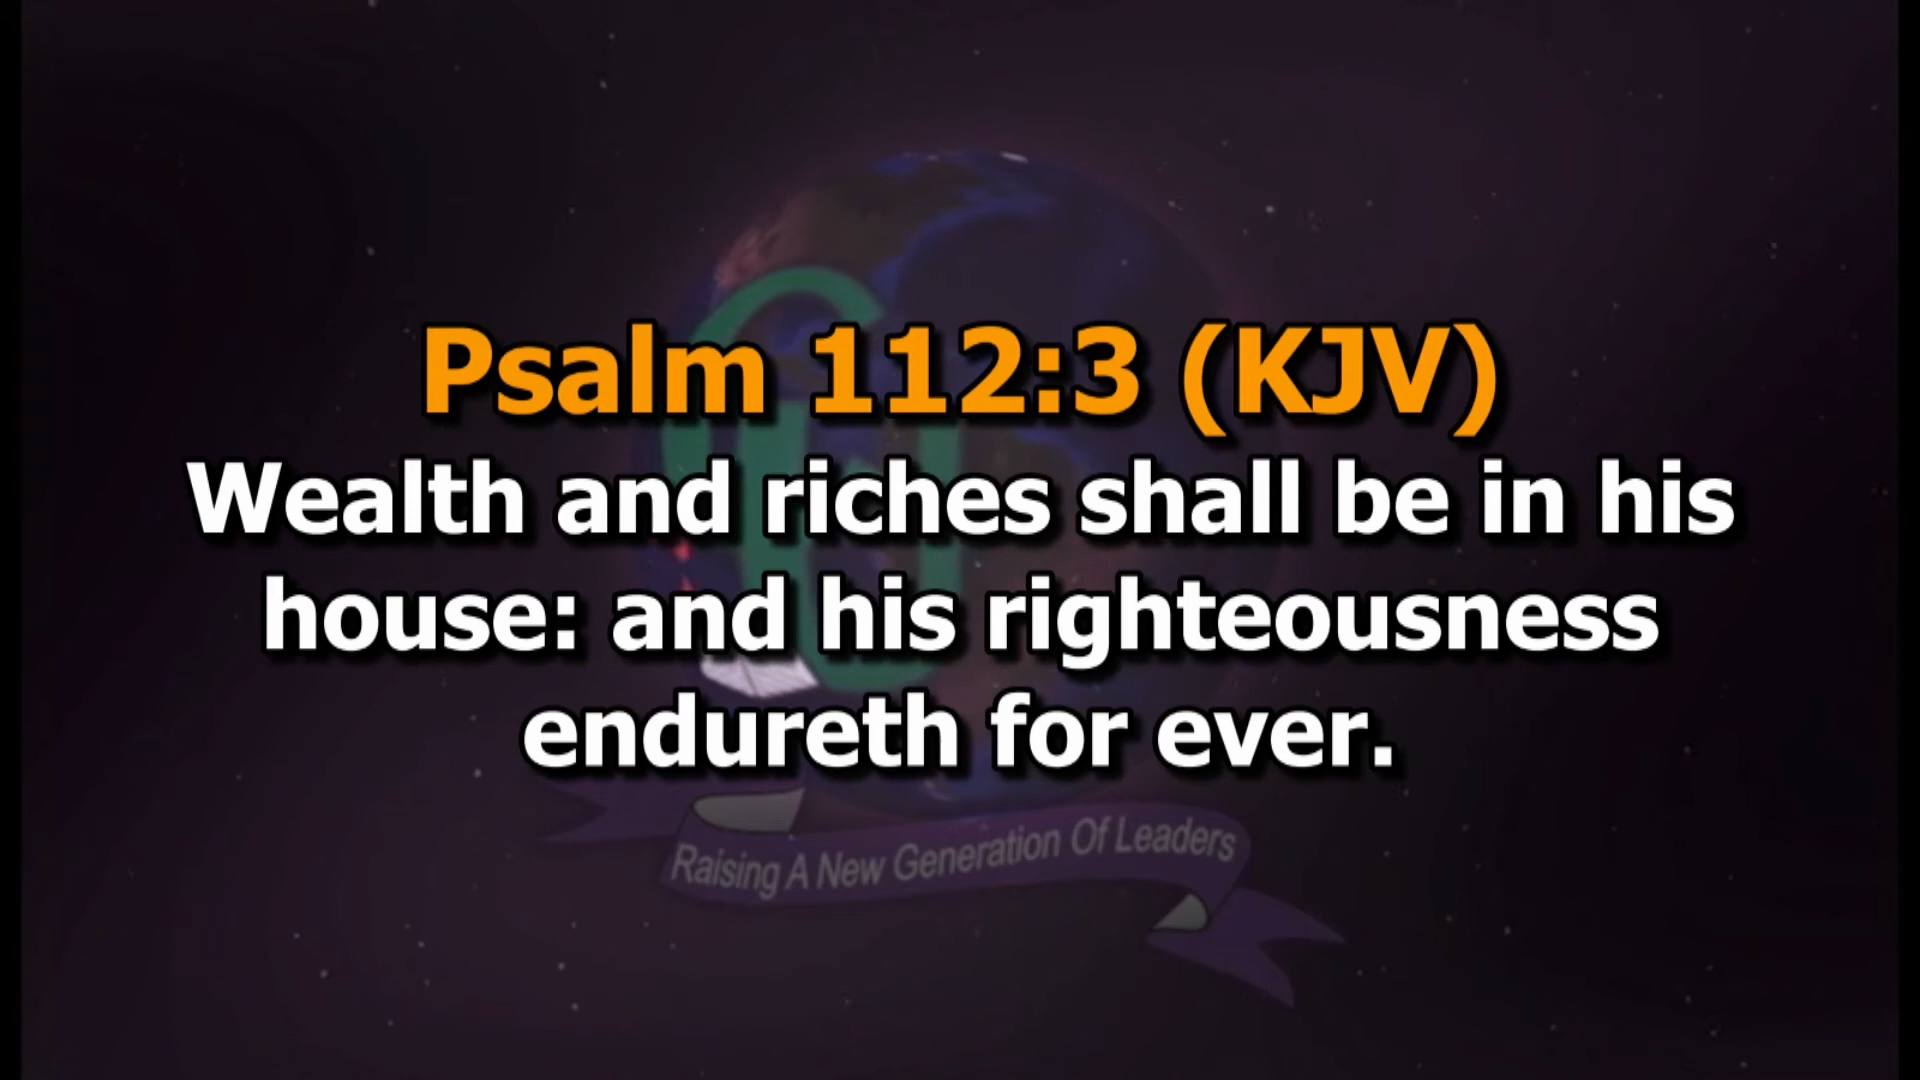 Psalm 112:3 (KJV)
Wealth and riches shall be in his
house: and his righteousness
endureth for ever.
Raising A New Generation Of Leaders